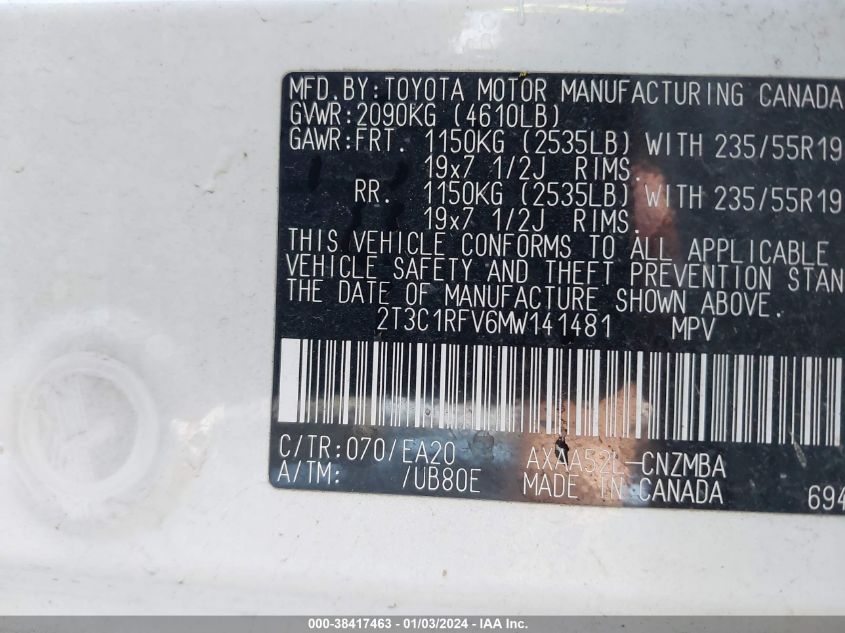 MFD.BY:TOYOTA MOTOR MANUFACTURING CANADA
GVWR:2090KG (4610LB)
GAWR:FRT. 1150KG (2535LB) WITH 235/55R19
19x7 1/2J RIMS.
RR. 1150KG (2535LB) WITH 235/55R19
19x7 1/2J RIMS.
THIS VEHICLE CONFORMS TO ALL APPLICABLE
VEHICLE SAFETY AND THEFT PREVENTION STAN
THE DATE OF MANUFACTURE SHOWN ABOVE.
2T3C1RFV6MW141481 MPV
C/TR:070/EA20 AXAA52L-CNZMBA
A/TM: /UB80E MADE IN CANADA 694
000-38417463 - 01/03/2024 - IAA Inc.